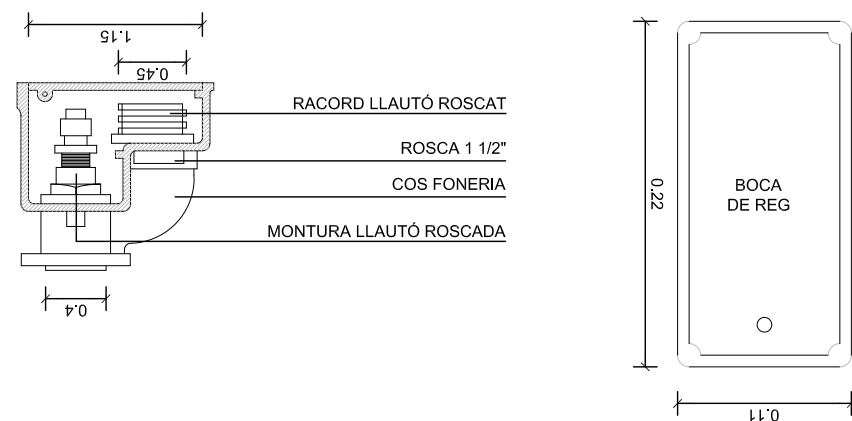 1.15
0.45
RACORD LLAUTÓ ROSCAT
ROSCA 1 1/2"
COS FONERIA
MONTURA LLAUTÓ ROSCADA
0.4
0.22
BOCA
DE REG
0.11